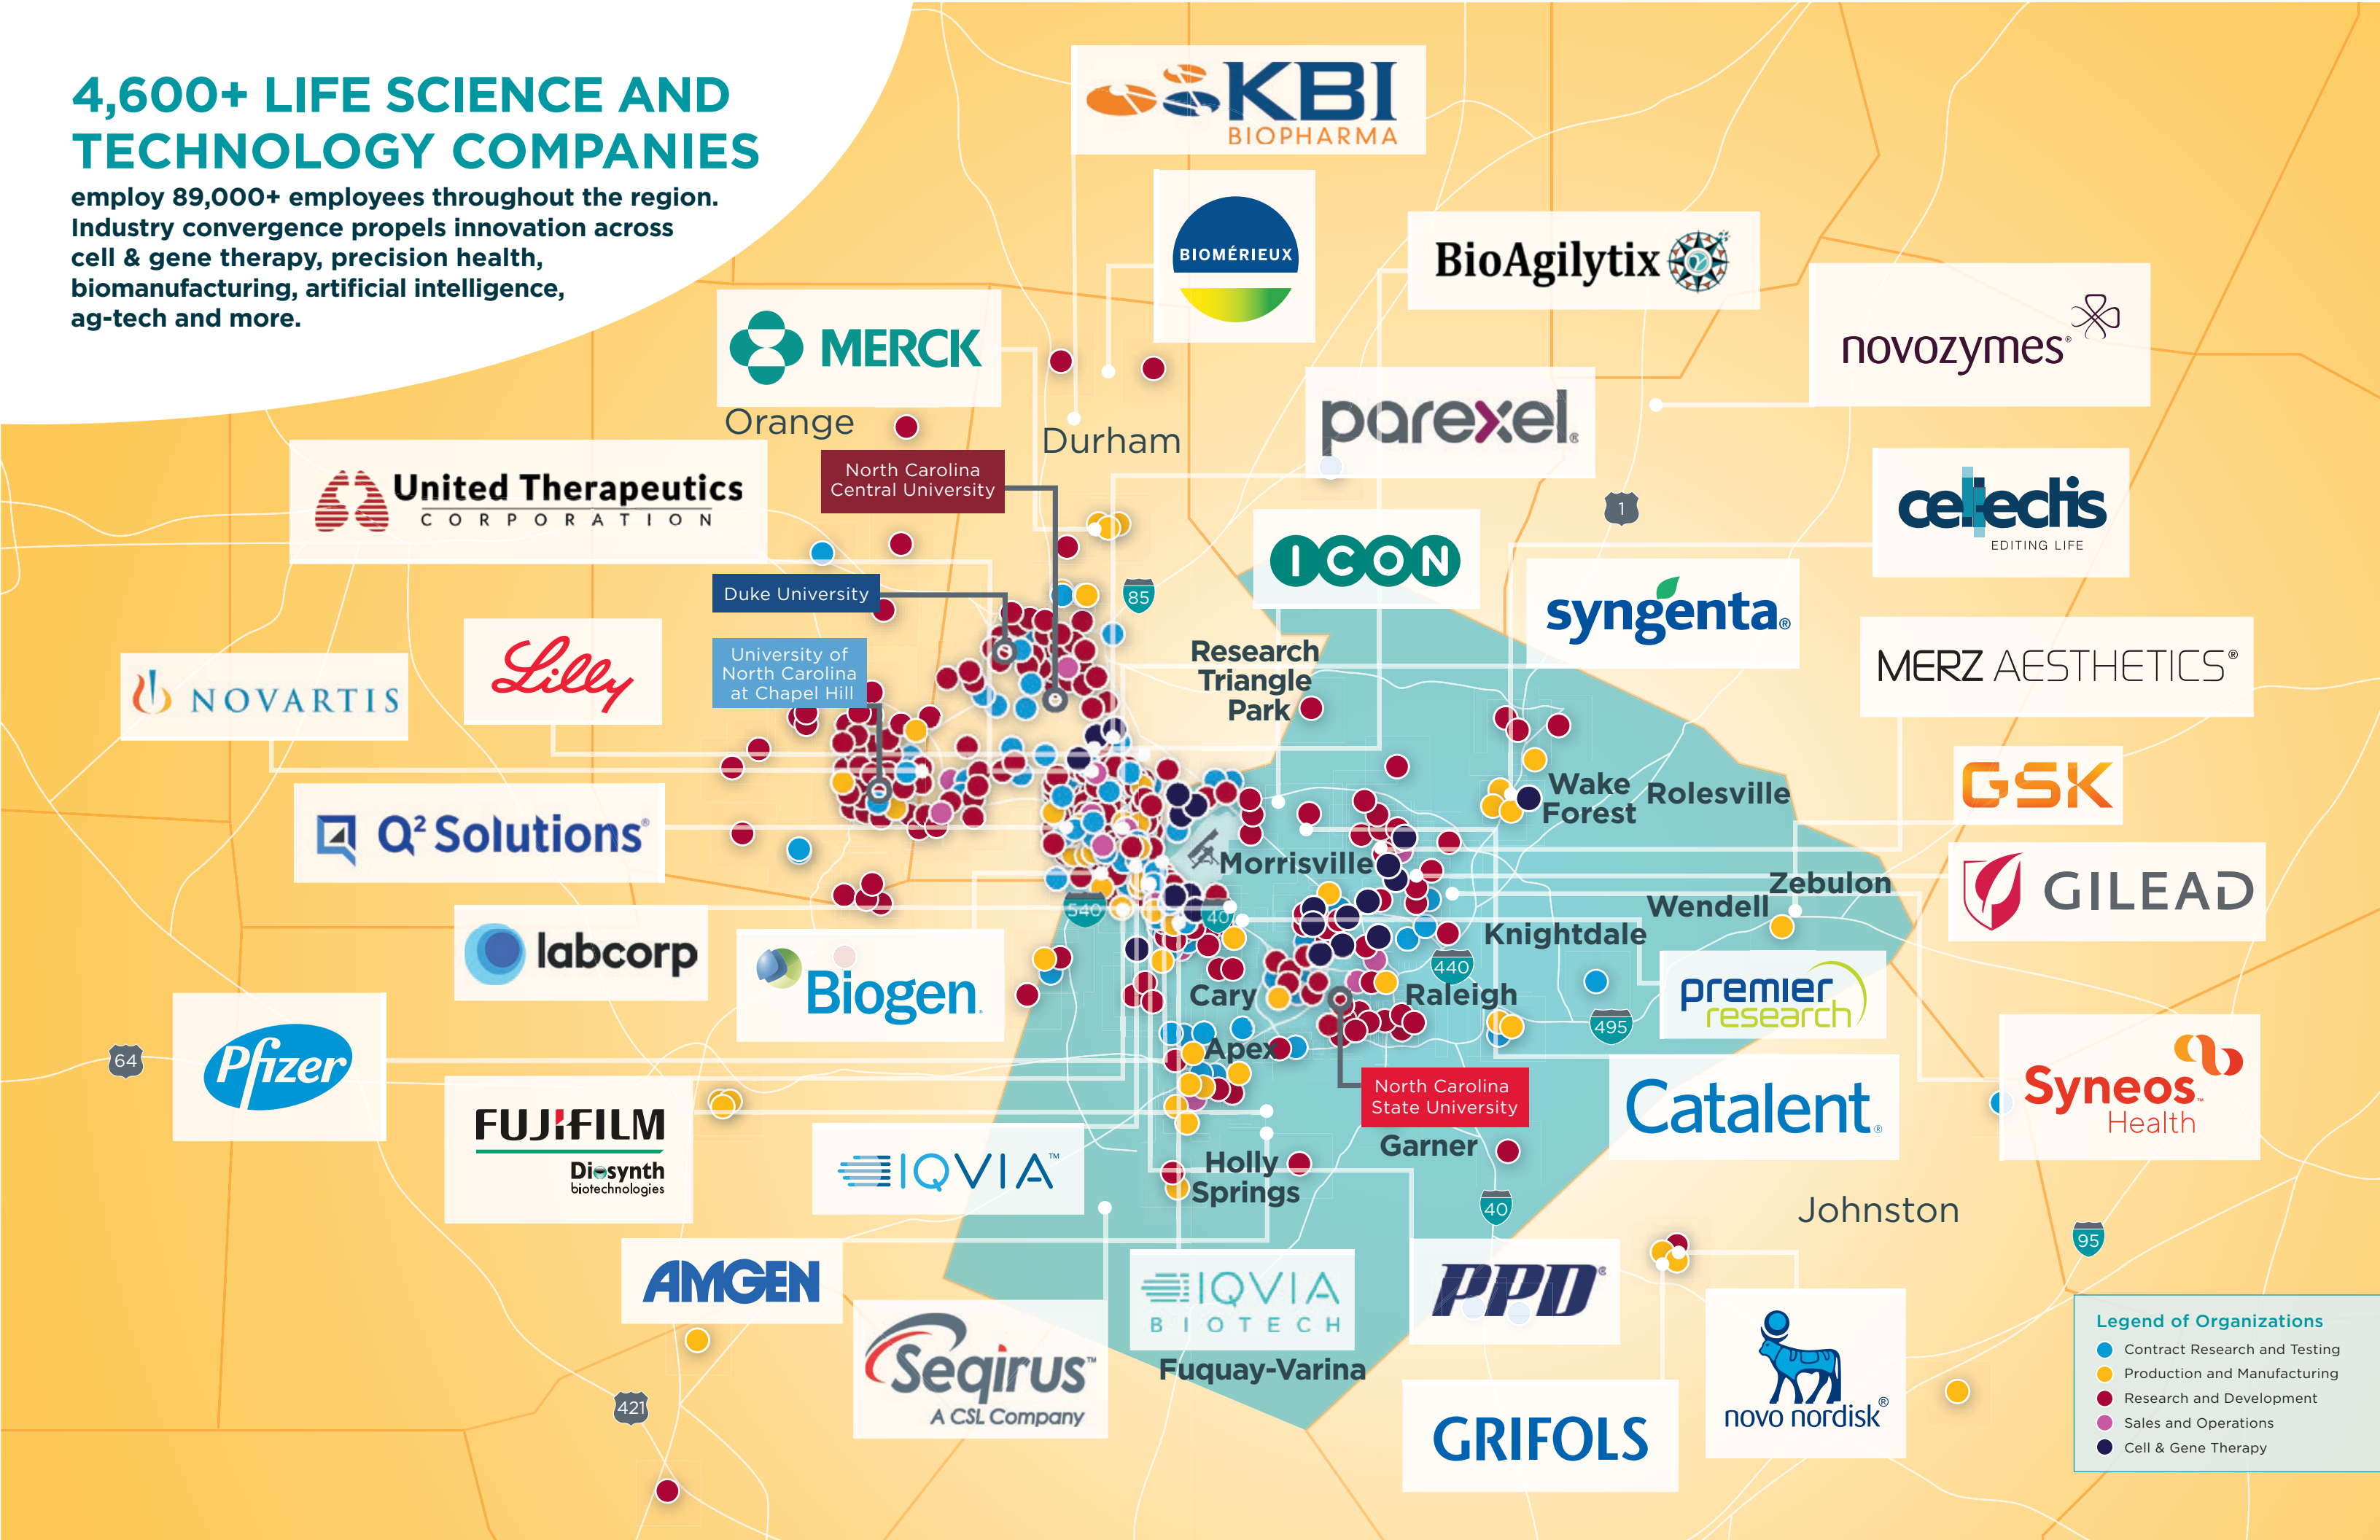 4,600+ LIFE SCIENCE AND
TECHNOLOGY COMPANIES
employ 89,000+ employees throughout the region.
Industry convergence propels innovation across
cell & gene therapy, precision health,
biomanufacturing, artificial intelligence,
ag-tech and more.
KBI
BIOPHARMA
BIOMÉRIEUX
BioAgilytix
novozymes®
MERCK
Orange
Durham
parexel®
United Therapeutics
CORPORATION
North Carolina
Central University
1
cellectis
EDITING LIFE
ICON
syngenta®
Duke University
85
Lilly
University of
North Carolina
at Chapel Hill
Research
Triangle
Park
MERZ AESTHETICS®
NOVARTIS
GSK
Wake
Forest
Rolesville
Q² Solutions®
Morrisville
GILEAD
Zebulon
Wendell
Knightdale
540
40
labcorp
Biogen.
440
Cary
Raleigh
premier
research
495
Pfizer
64
Apex
Syneos™
Health
FUJIFILM
Diosynth
biotechnologies
North Carolina
State University
Catalent®
IQVIA™
Garner
Holly
Springs
40
Johnston
95
AMGEN
IQVIA
BIOTECH
PPD®
Seqirus™
A CSL Company
Fuquay-Varina
novo nordisk®
GRIFOLS
421
Legend of Organizations
Contract Research and Testing
Production and Manufacturing
Research and Development
Sales and Operations
Cell & Gene Therapy